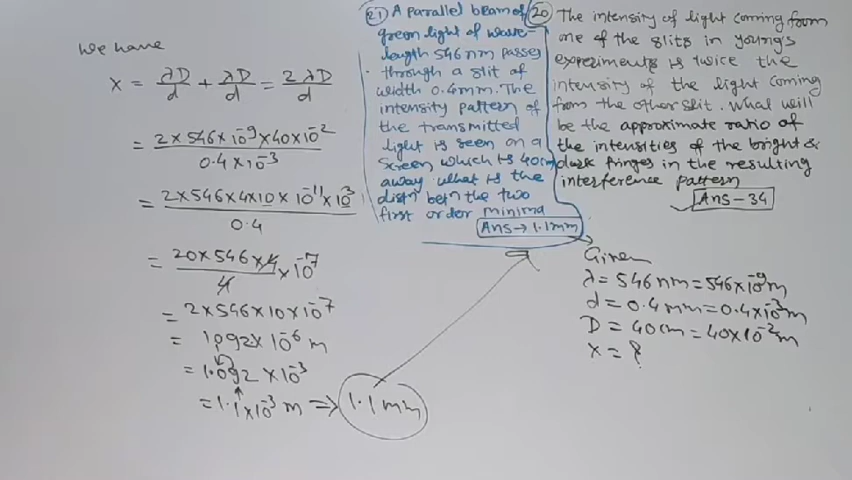 We have
x = λD/d + λD/d = 2λD/d
= 2×546×10⁻⁹×40×10⁻²/0.4×10⁻³
= 2×546×4×10×10⁻¹¹×10³/0.4
= 20×546×4/4 ×10⁻⁷
= 2×546×10×10⁻⁷
= 1092×10⁻⁶ m
= 1.092×10⁻³
= 1.1×10⁻³ m ⇒ 1.1 mm
21 A parallel beam of
green light of wave-
length 546 nm passes
through a slit of
width 0.4mm. The
intensity pattern of
the transmitted
light is seen on a
screen which is 40cm
away. what is the
distn betn the two
first order minima
Ans→1.1mm
20 The intensity of light coming from
one of the slits in young's
experiments is twice the
intensity of the light coming
from the other slit. What will
be the approximate ratio of
the intensities of the bright &
dark fringes in the resulting
interference pattern
Ans-34
Given
λ = 546 nm = 546×10⁻⁹m
d = 0.4 mm = 0.4×10⁻³m
D = 40cm = 40×10⁻²m
x = ?